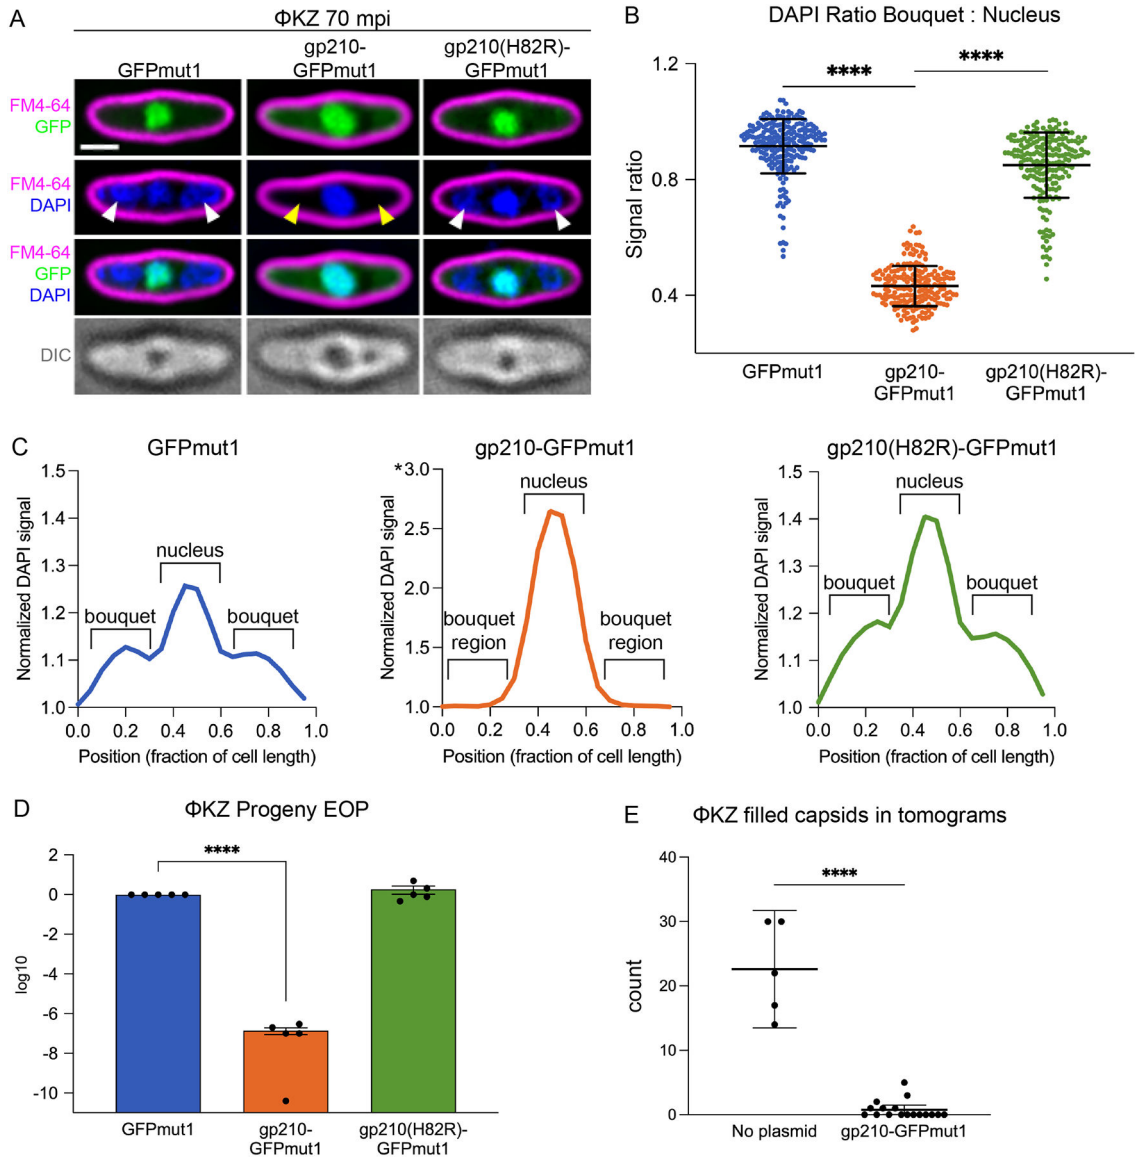 A
ΦKZ 70 mpi
GFPmut1
gp210-
GFPmut1
gp210(H82R)-
GFPmut1
FM4-64
GFP
FM4-64
DAPI
FM4-64
GFP
DAPI
DIC
B
DAPI Ratio Bouquet : Nucleus
Signal ratio
1.2
0.8
0.4
****
****
GFPmut1
gp210-
GFPmut1
gp210(H82R)-
GFPmut1
C
GFPmut1
Normalized DAPI signal
1.5
1.4
1.3
1.2
1.1
1.0
nucleus
bouquet
bouquet
0.0 0.2 0.4 0.6 0.8 1.0
Position (fraction of cell length)
gp210-GFPmut1
Normalized DAPI signal
*3.0
2.5
2.0
1.5
1.0
nucleus
bouquet
region
bouquet
region
0.0 0.2 0.4 0.6 0.8 1.0
Position (fraction of cell length)
gp210(H82R)-GFPmut1
Normalized DAPI signal
1.5
1.4
1.3
1.2
1.1
1.0
nucleus
bouquet
bouquet
0.0 0.2 0.4 0.6 0.8 1.0
Position (fraction of cell length)
D
ΦKZ Progeny EOP
log10
2
0
-2
-4
-6
-8
-10
****
GFPmut1
gp210-
GFPmut1
gp210(H82R)-
GFPmut1
E
ΦKZ filled capsids in tomograms
count
40
30
20
10
0
****
No plasmid
gp210-GFPmut1